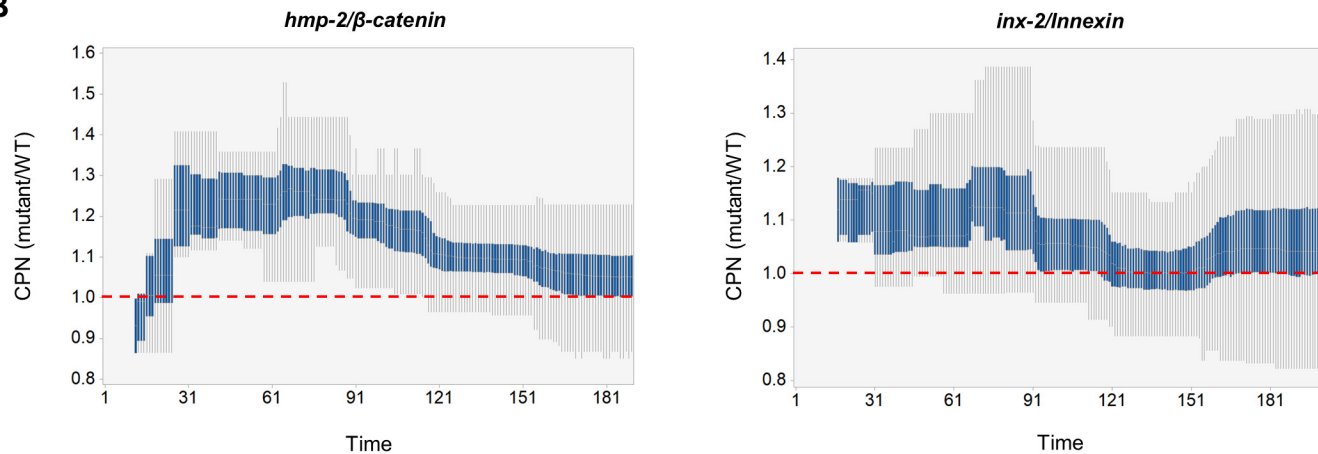 B
hmp-2/β-catenin
CPN (mutant/WT)
1.6
1.5
1.4
1.3
1.2
1.1
1.0
0.9
0.8
1 31 61 91 121 151 181
Time
inx-2/Innexin
CPN (mutant/WT)
1.4
1.3
1.2
1.1
1.0
0.9
0.8
1 31 61 91 121 151 181
Time